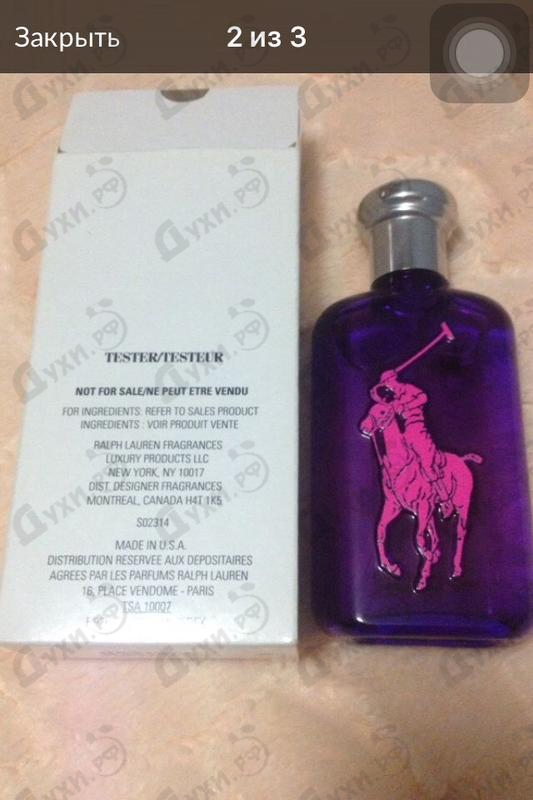 Закрыть
2 из 3
TESTER/TESTEUR
NOT FOR SALE/NE PEUT ETRE VENDU
FOR INGREDIENTS: REFER TO SALES PRODUCT
INGREDIENTS : VOIR PRODUIT VENTE
RALPH LAUREN FRAGRANCES
LUXURY PRODUCTS LLC
NEW YORK, NY 10017
DIST. DESIGNER FRAGRANCES
MONTREAL, CANADA H4T 1K5
S02314
MADE IN U.S.A.
DISTRIBUTION RESERVEE AUX DEPOSITAIRES
AGREES PAR LES PARFUMS RALPH LAUREN
16, PLACE VENDOME - PARIS
TSA 10007
Духи.рф